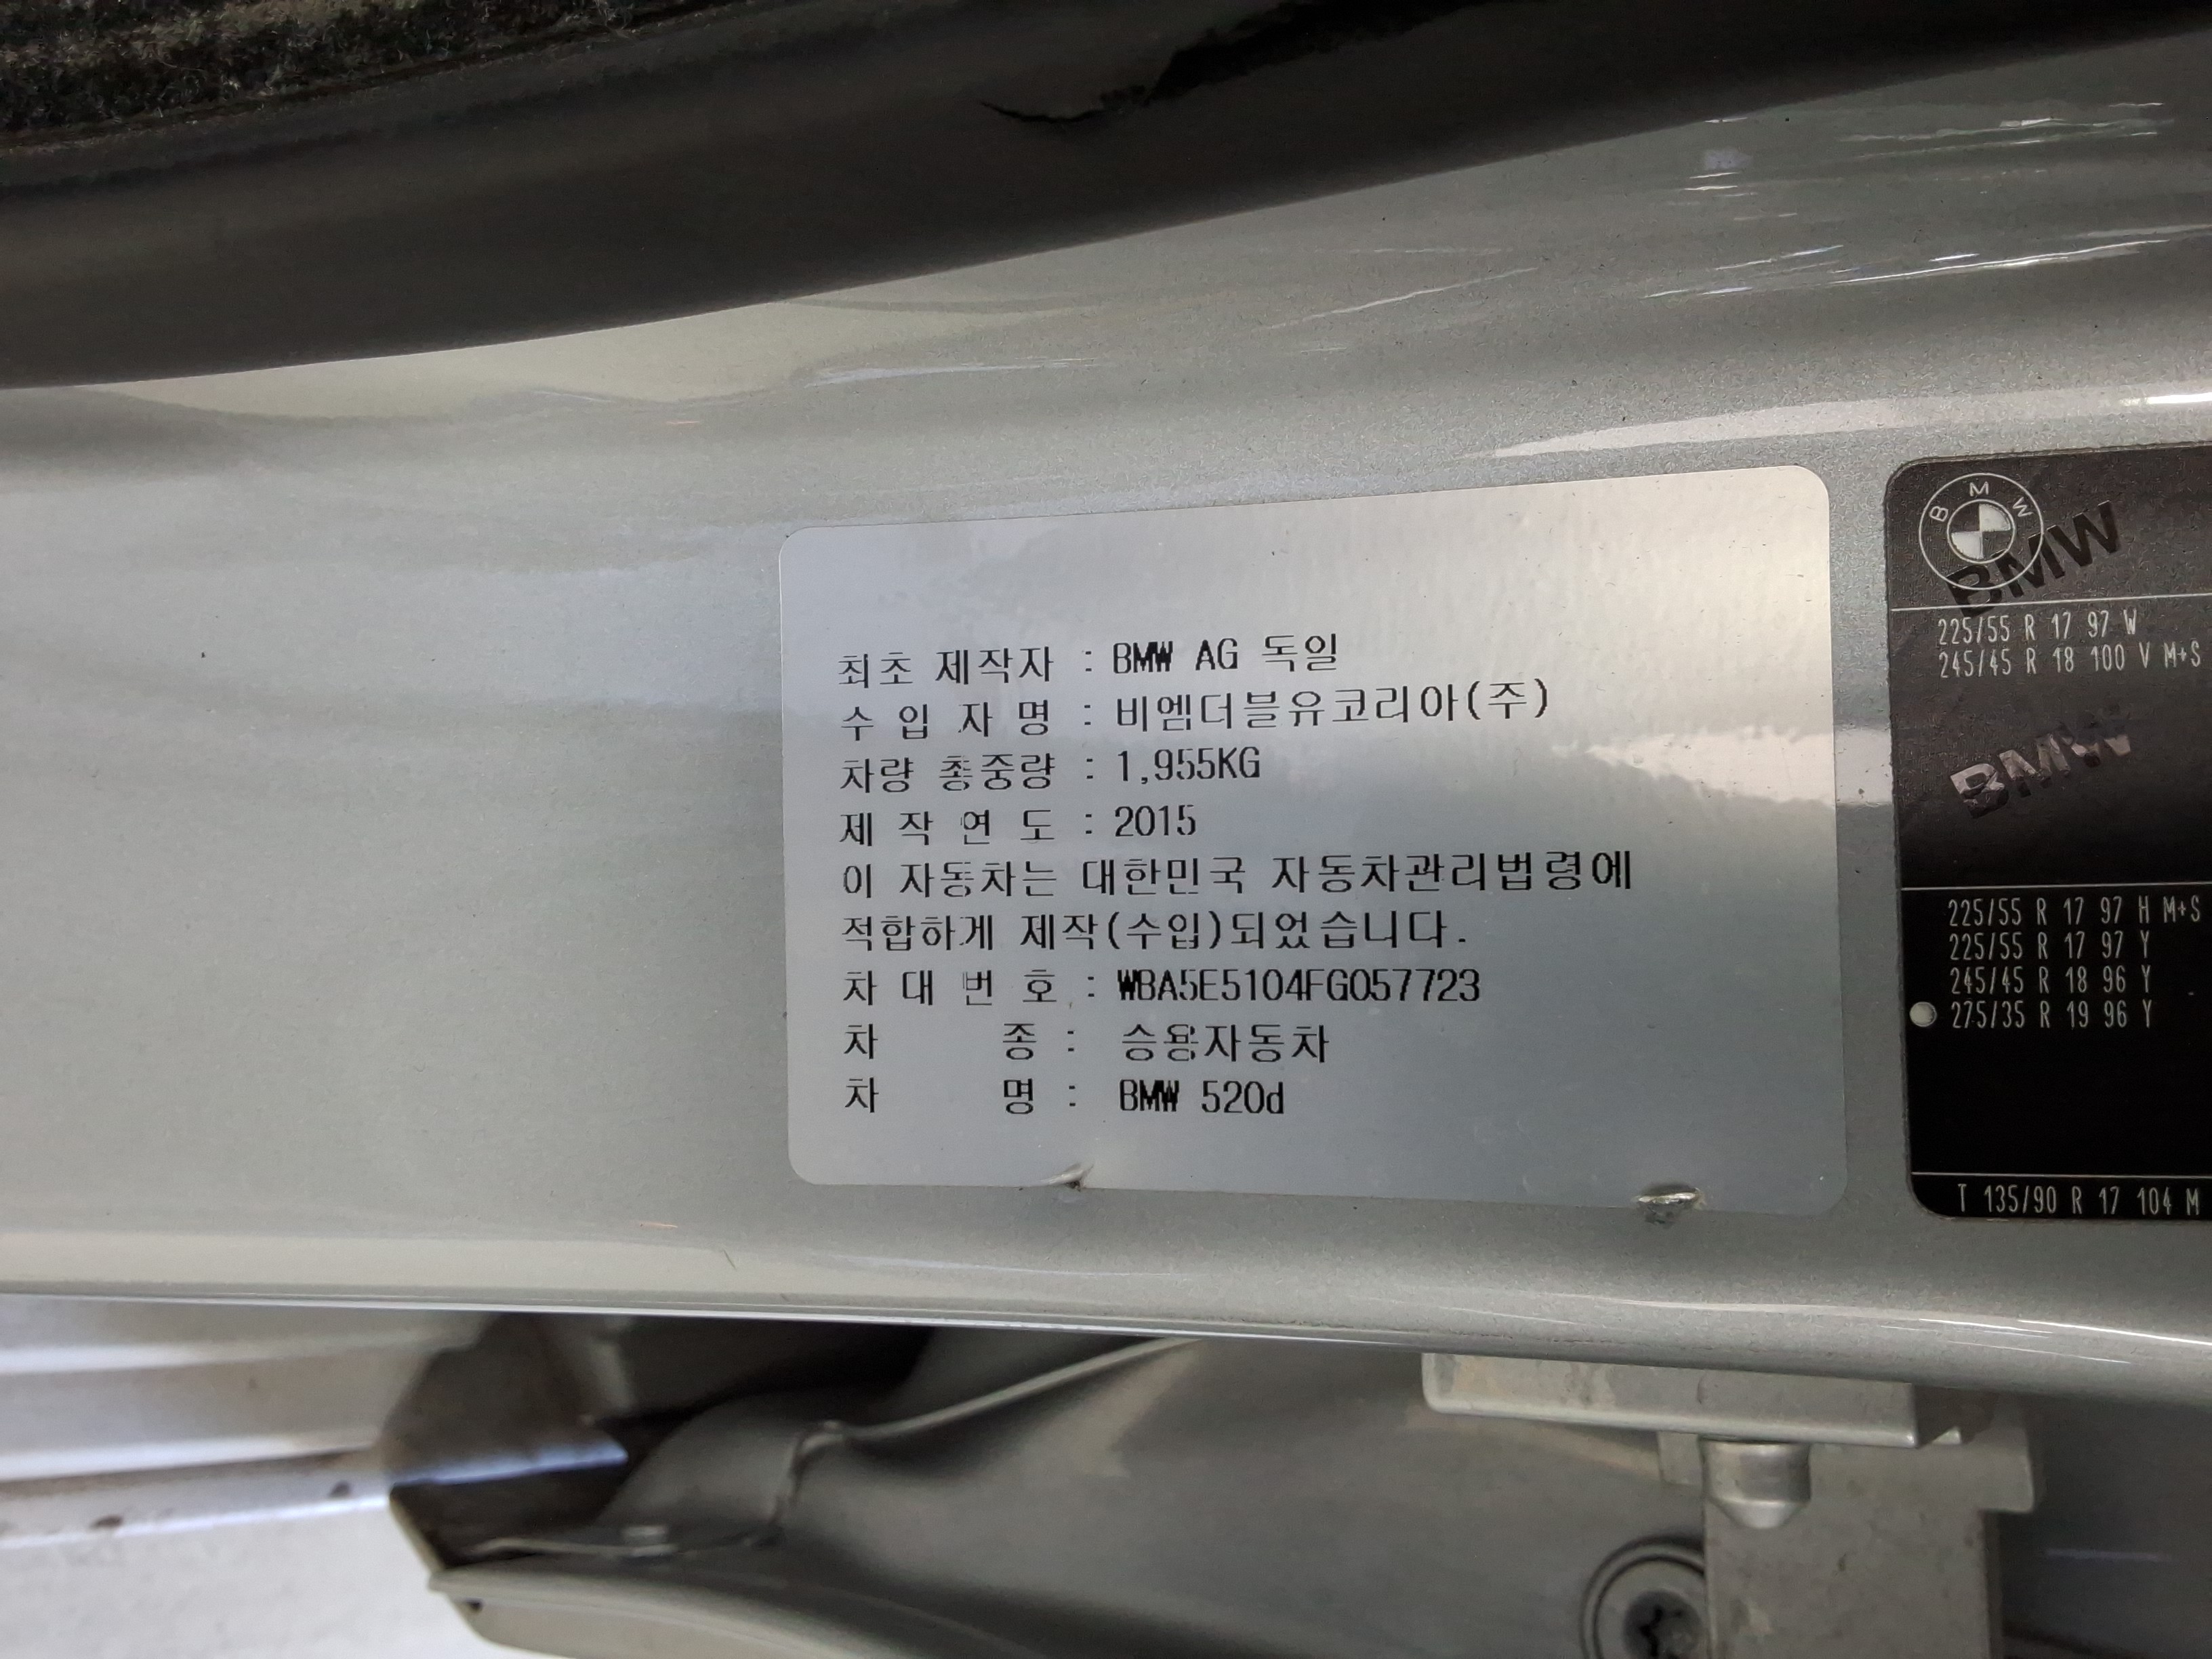 최초 제작자 : BMW AG 독일
수 입 자 명 : 비엠더블유코리아(주)
차량 총중량 : 1,955KG
제 작 연 도 : 2015
이 자동차는 대한민국 자동차관리법령에
적합하게 제작(수입)되었습니다.
차 대 번 호 : WBA5E5104FG057723
차 종 : 승용자동차
차 명 : BMW 520d
BMW
BMW
225/55 R 17 97 W
245/45 R 18 100 V M+S
BMW
225/55 R 17 97 H M+S
225/55 R 17 97 Y
245/45 R 18 96 Y
275/35 R 19 96 Y
T 135/90 R 17 104 M